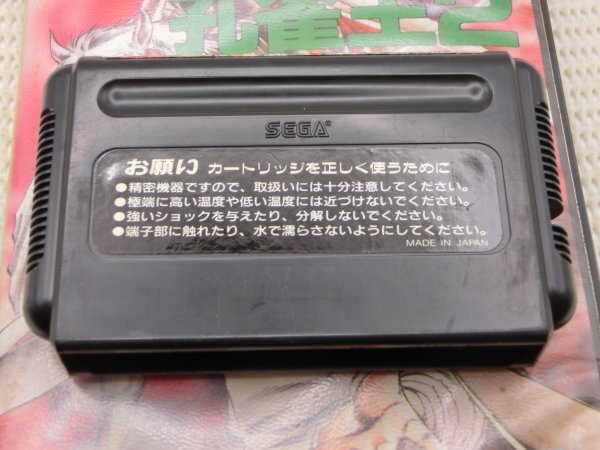 孔雀王2
SEGA®
お願い カートリッジを正しく使うために
●精密機器ですので、取扱いには十分注意してください。
●極端に高い温度や低い温度には近づけないでください。
●強いショックを与えたり、分解しないでください。
●端子部に触れたり、水で濡らさないようにしてください。
MADE IN JAPAN